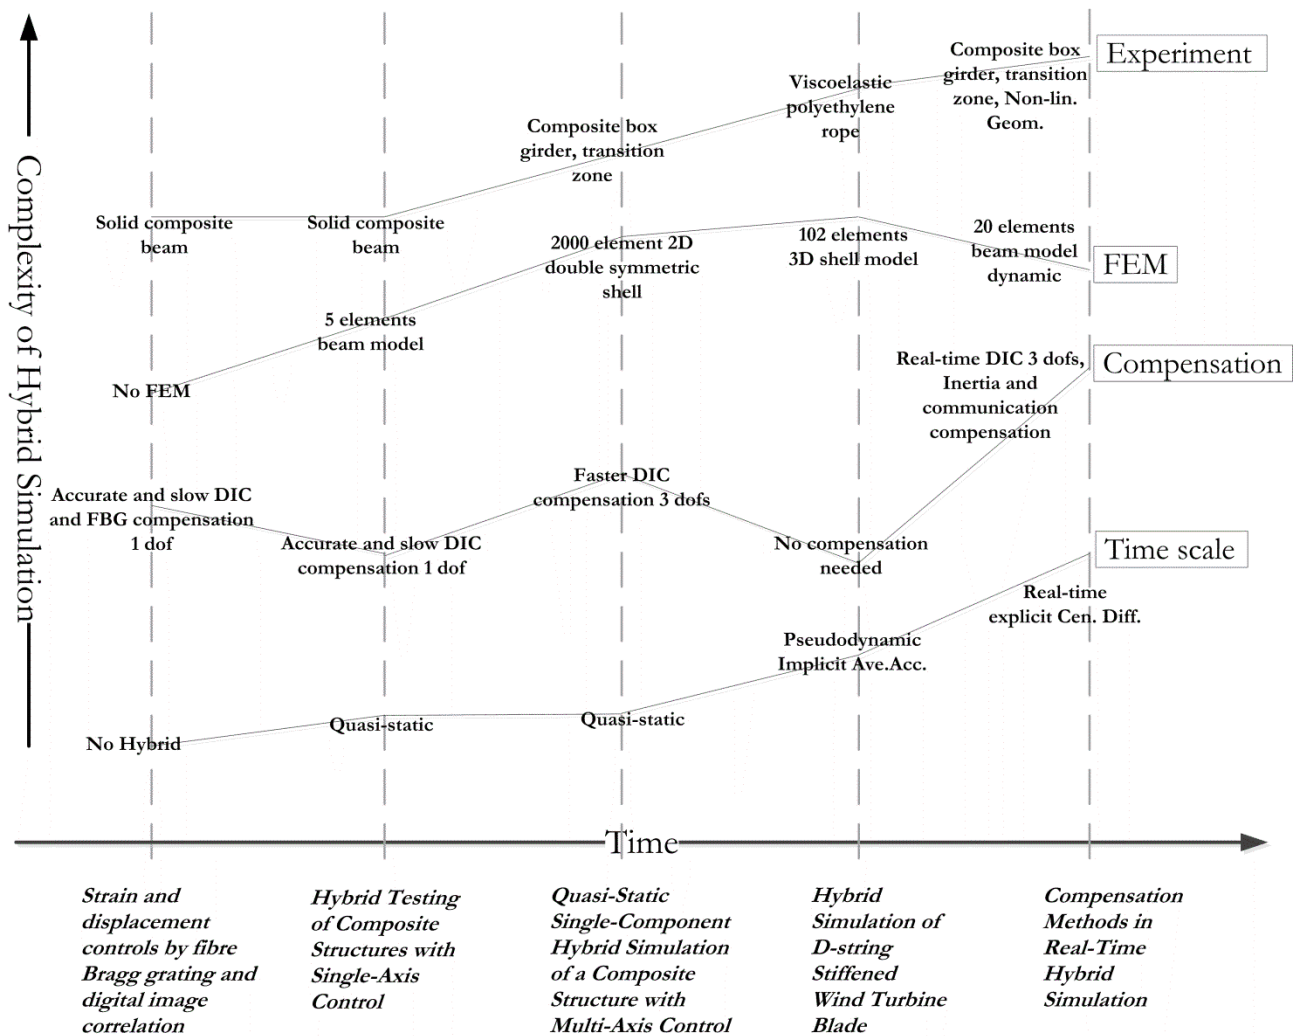 Complexity of Hybrid Simulation
Composite box
girder, transition
zone, Non-lin.
Geom.
Experiment
Viscoelastic
polyethylene
rope
Composite box
girder, transition
zone
Solid composite
beam
Solid composite
beam
No FEM
5 elements
beam model
2000 element 2D
double symmetric
shell
102 elements
3D shell model
20 elements
beam model
dynamic
FEM
Accurate and slow DIC
and FBG compensation
1 dof
Accurate and slow DIC
compensation 1 dof
Faster DIC
compensation 3 dofs
No compensation
needed
Real-time DIC 3 dofs,
Inertia and
communication
compensation
Compensation
No Hybrid
Quasi-static
Quasi-static
Pseudodynamic
Implicit Ave.Acc.
Real-time
explicit Cen. Diff.
Time scale
Time
Strain and
displacement
controls by fibre
Bragg grating and
digital image
correlation
Hybrid Testing
of Composite
Structures with
Single-Axis
Control
Quasi-Static
Single-Component
Hybrid Simulation
of a Composite
Structure with
Multi-Axis Control
Hybrid
Simulation of
D-string
Stiffened
Wind Turbine
Blade
Compensation
Methods in
Real-Time
Hybrid
Simulation